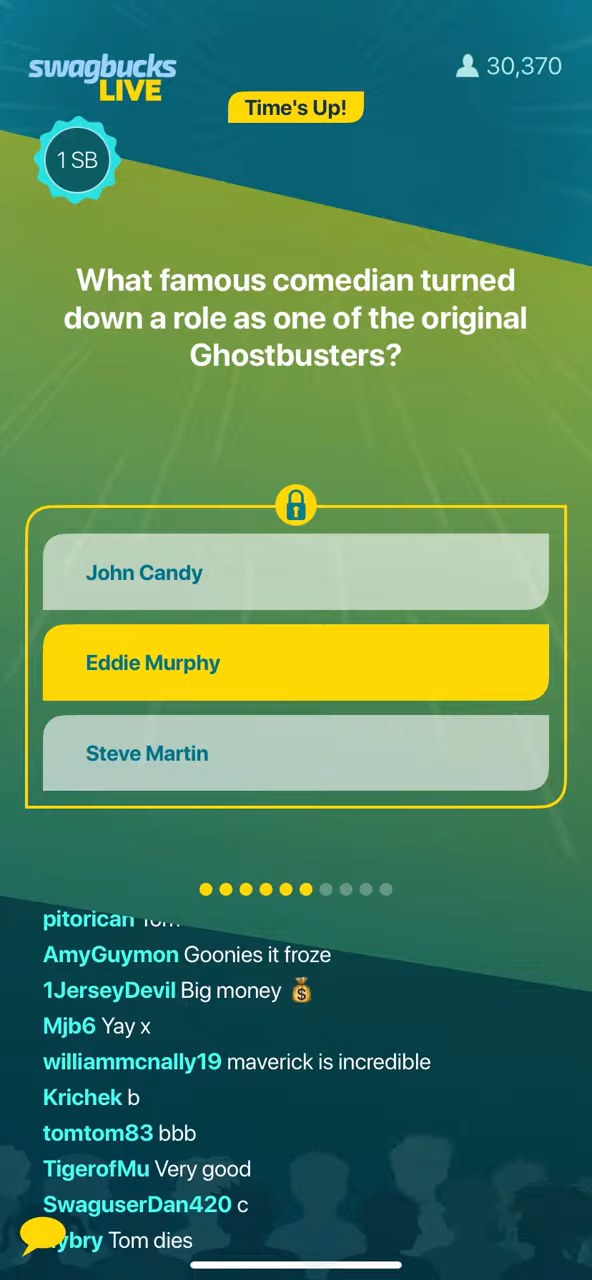 swagbucks
LIVE
30,370
Time's Up!
1 SB
What famous comedian turned
down a role as one of the original
Ghostbusters?
John Candy
Eddie Murphy
Steve Martin
pitorican
AmyGuymon Goonies it froze
1JerseyDevil Big money
Mjb6 Yay x
williammcnally19 maverick is incredible
Krichek b
tomtom83 bbb
TigerofMu Very good
SwaguserDan420 c
Tom dies